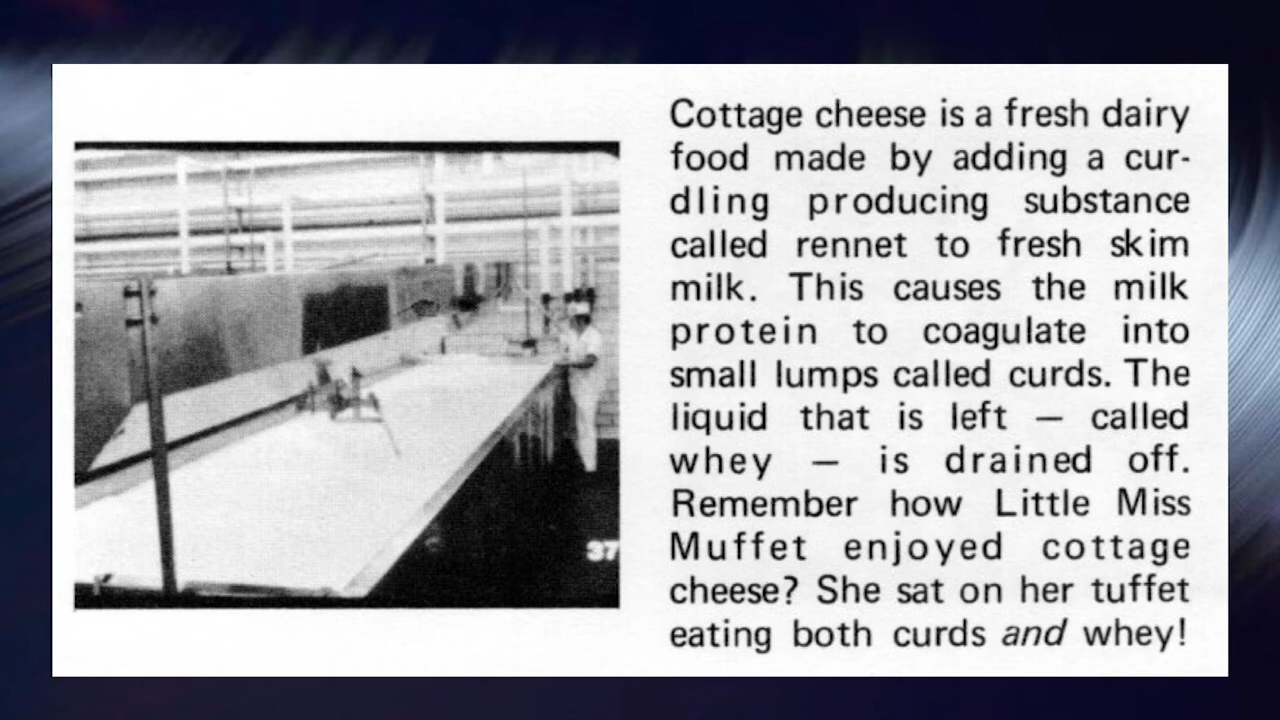 Cottage cheese is a fresh dairy
food made by adding a cur-
dling producing substance
called rennet to fresh skim
milk. This causes the milk
protein to coagulate into
small lumps called curds. The
liquid that is left — called
whey — is drained off.
Remember how Little Miss
Muffet enjoyed cottage
cheese? She sat on her tuffet
eating both curds and whey!
37